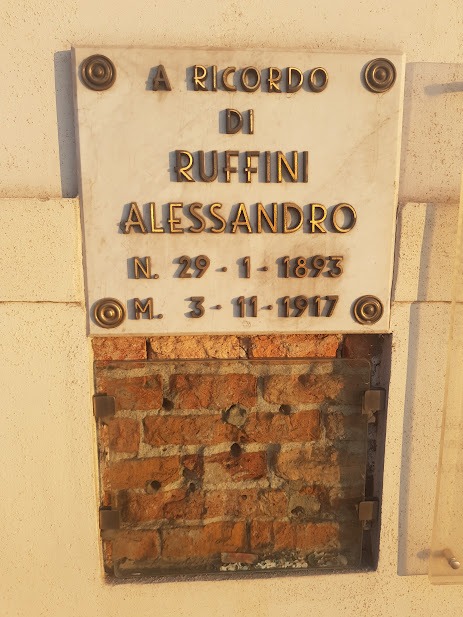 A RICORDO
DI
RUFFINI
ALESSANDRO
N. 29-1-1893
M. 3-11-1917